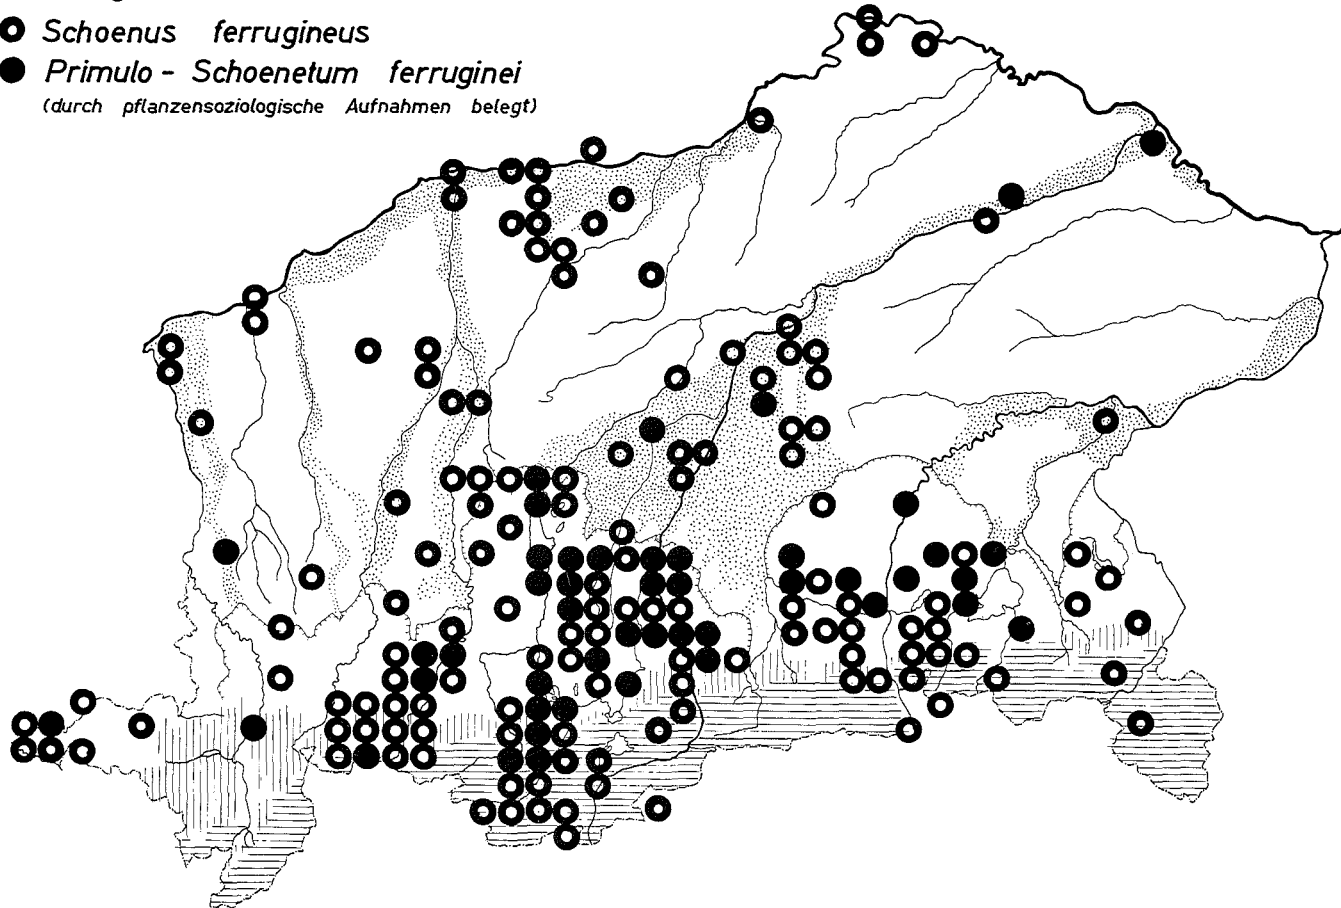 Schoenus ferrugineus
Primulo - Schoenetum ferruginei
(durch pflanzensoziologische Aufnahmen belegt)